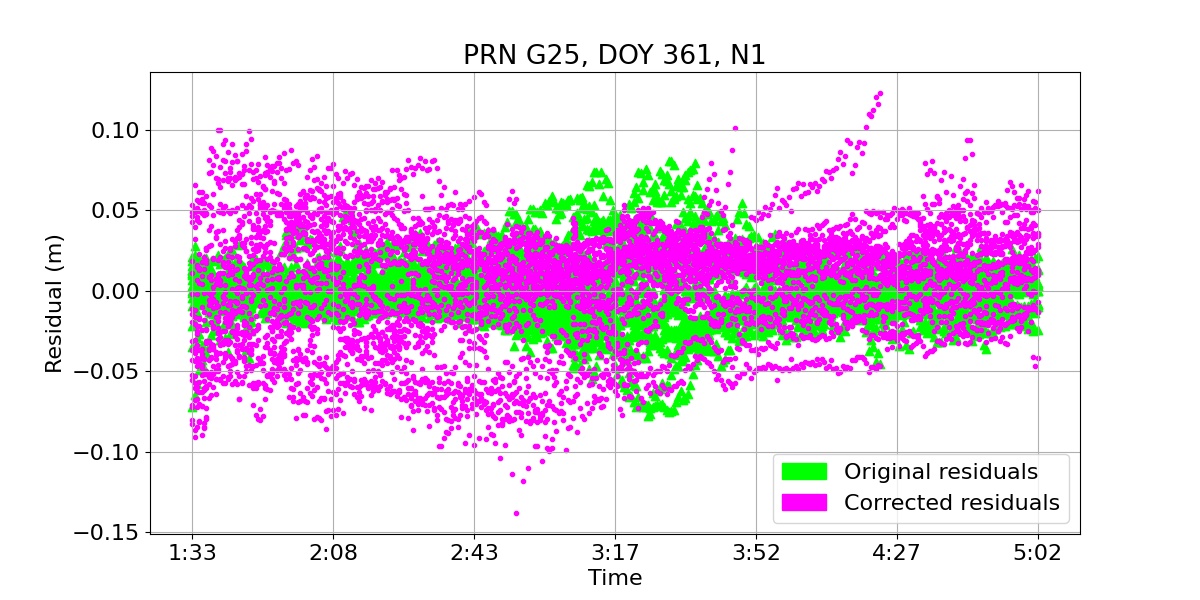 PRN G25, DOY 361, N1
Residual (m)
0.10
0.05
0.00
−0.05
−0.10
−0.15
1:33 2:08 2:43 3:17 3:52 4:27 5:02
Time
Original residuals
Corrected residuals